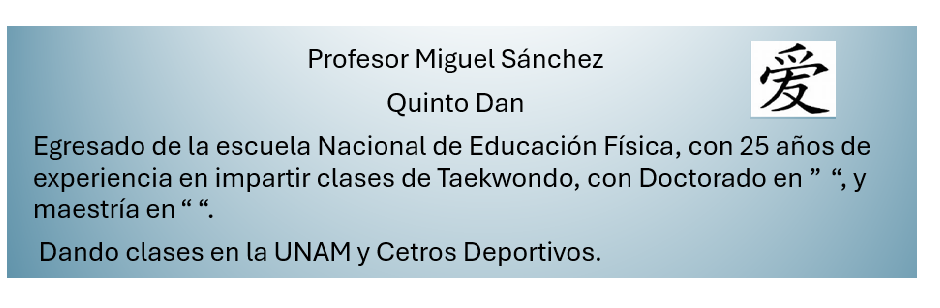 Profesor Miguel Sánchez
爱
Quinto Dan
Egresado de la escuela Nacional de Educación Física, con 25 años de
experiencia en impartir clases de Taekwondo, con Doctorado en ” “, y
maestría en “ “.
Dando clases en la UNAM y Cetros Deportivos.